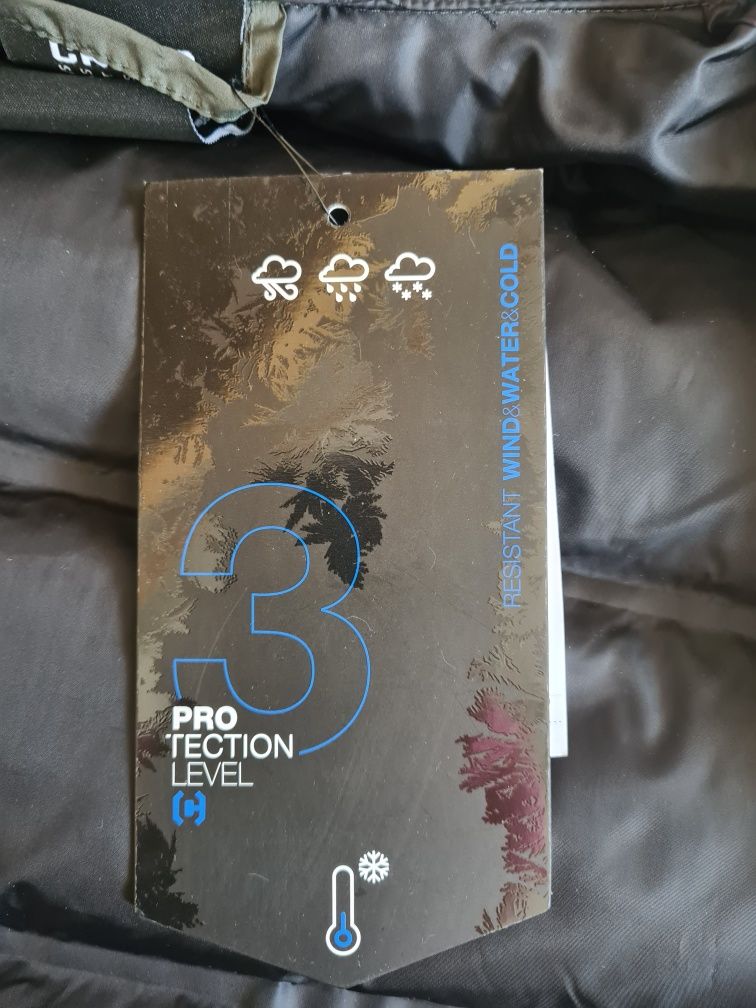 RESISTANT WIND&WATER&COLD
3
PRO
TECTION
LEVEL
C